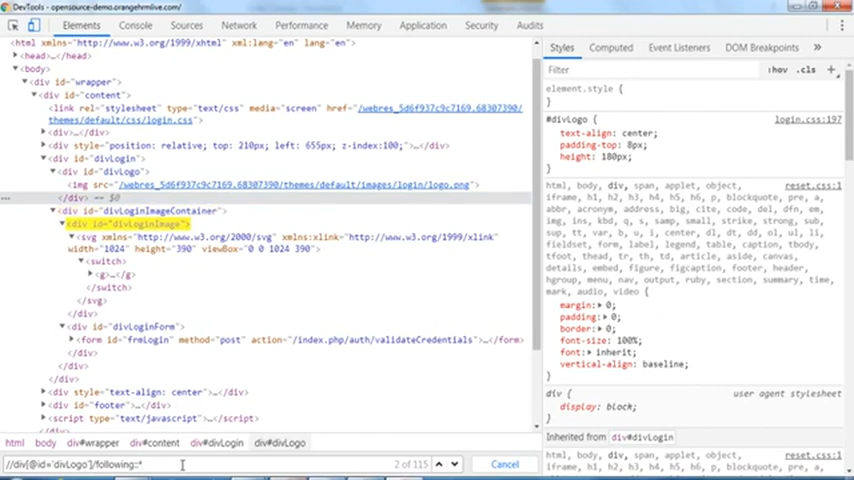 DevTools - opensource-demo.orangehrmlive.com/
Elements Console Sources Network Performance Memory Application Security Audits
<html xmlns="http://www.w3.org/1999/xhtml" xml:lang="en" lang="en">
<head>…</head>
<body>
<div id="wrapper">
<div id="content">
<link rel="stylesheet" type="text/css" media="screen" href="/webres_5d6f937c9c7169.68307390/
themes/default/css/login.css">
<div>…</div>
<div style="position: relative; top: 210px; left: 655px; z-index:100;">…</div>
<div id="divLogin">
<div id="divLogo">
<img src="/webres_5d6f937c9c7169.68307390/themes/default/images/login/logo.png">
</div> == $0
<div id="divLoginImageContainer">
<div id="divLoginImage">
<svg xmlns="http://www.w3.org/2000/svg" xmlns:xlink="http://www.w3.org/1999/xlink"
width="1024" height="390" viewBox="0 0 1024 390">
<switch>
<g>…</g>
</switch>
</svg>
</div>
<div id="divLoginForm">
<form id="frmLogin" method="post" action="/index.php/auth/validateCredentials">…</form>
</div>
</div>
</div>
<div style="text-align: center">…</div>
<div id="footer">…</div>
<script type="text/javascript">…</script>
html body div#wrapper div#content div#divLogin div#divLogo
//div[@id='divLogo']/following::* 2 of 115 Cancel
Styles Computed Event Listeners DOM Breakpoints »
Filter :hov .cls +
element.style {
}
#divLogo { login.css:197
text-align: center;
padding-top: 8px;
height: 180px;
}
html, body, div, span, applet, object, reset.css:1
iframe, h1, h2, h3, h4, h5, h6, p, blockquote, pre, a,
abbr, acronym, address, big, cite, code, del, dfn, em,
img, ins, kbd, q, s, samp, small, strike, strong, sub,
sup, tt, var, b, u, i, center, dl, dt, dd, ol, ul, li,
fieldset, form, label, legend, table, caption, tbody,
tfoot, thead, tr, th, td, article, aside, canvas,
details, embed, figure, figcaption, footer, header,
hgroup, menu, nav, output, ruby, section, summary, time,
mark, audio, video {
margin: 0;
padding: 0;
border: 0;
font-size: 100%;
font: inherit;
vertical-align: baseline;
}
div { user agent stylesheet
display: block;
}
Inherited from div#divLogin
html, body, div, span, applet, object, reset.css:1
iframe, h1, h2, h3, h4, h5, h6, p, blockquote, pre, a,